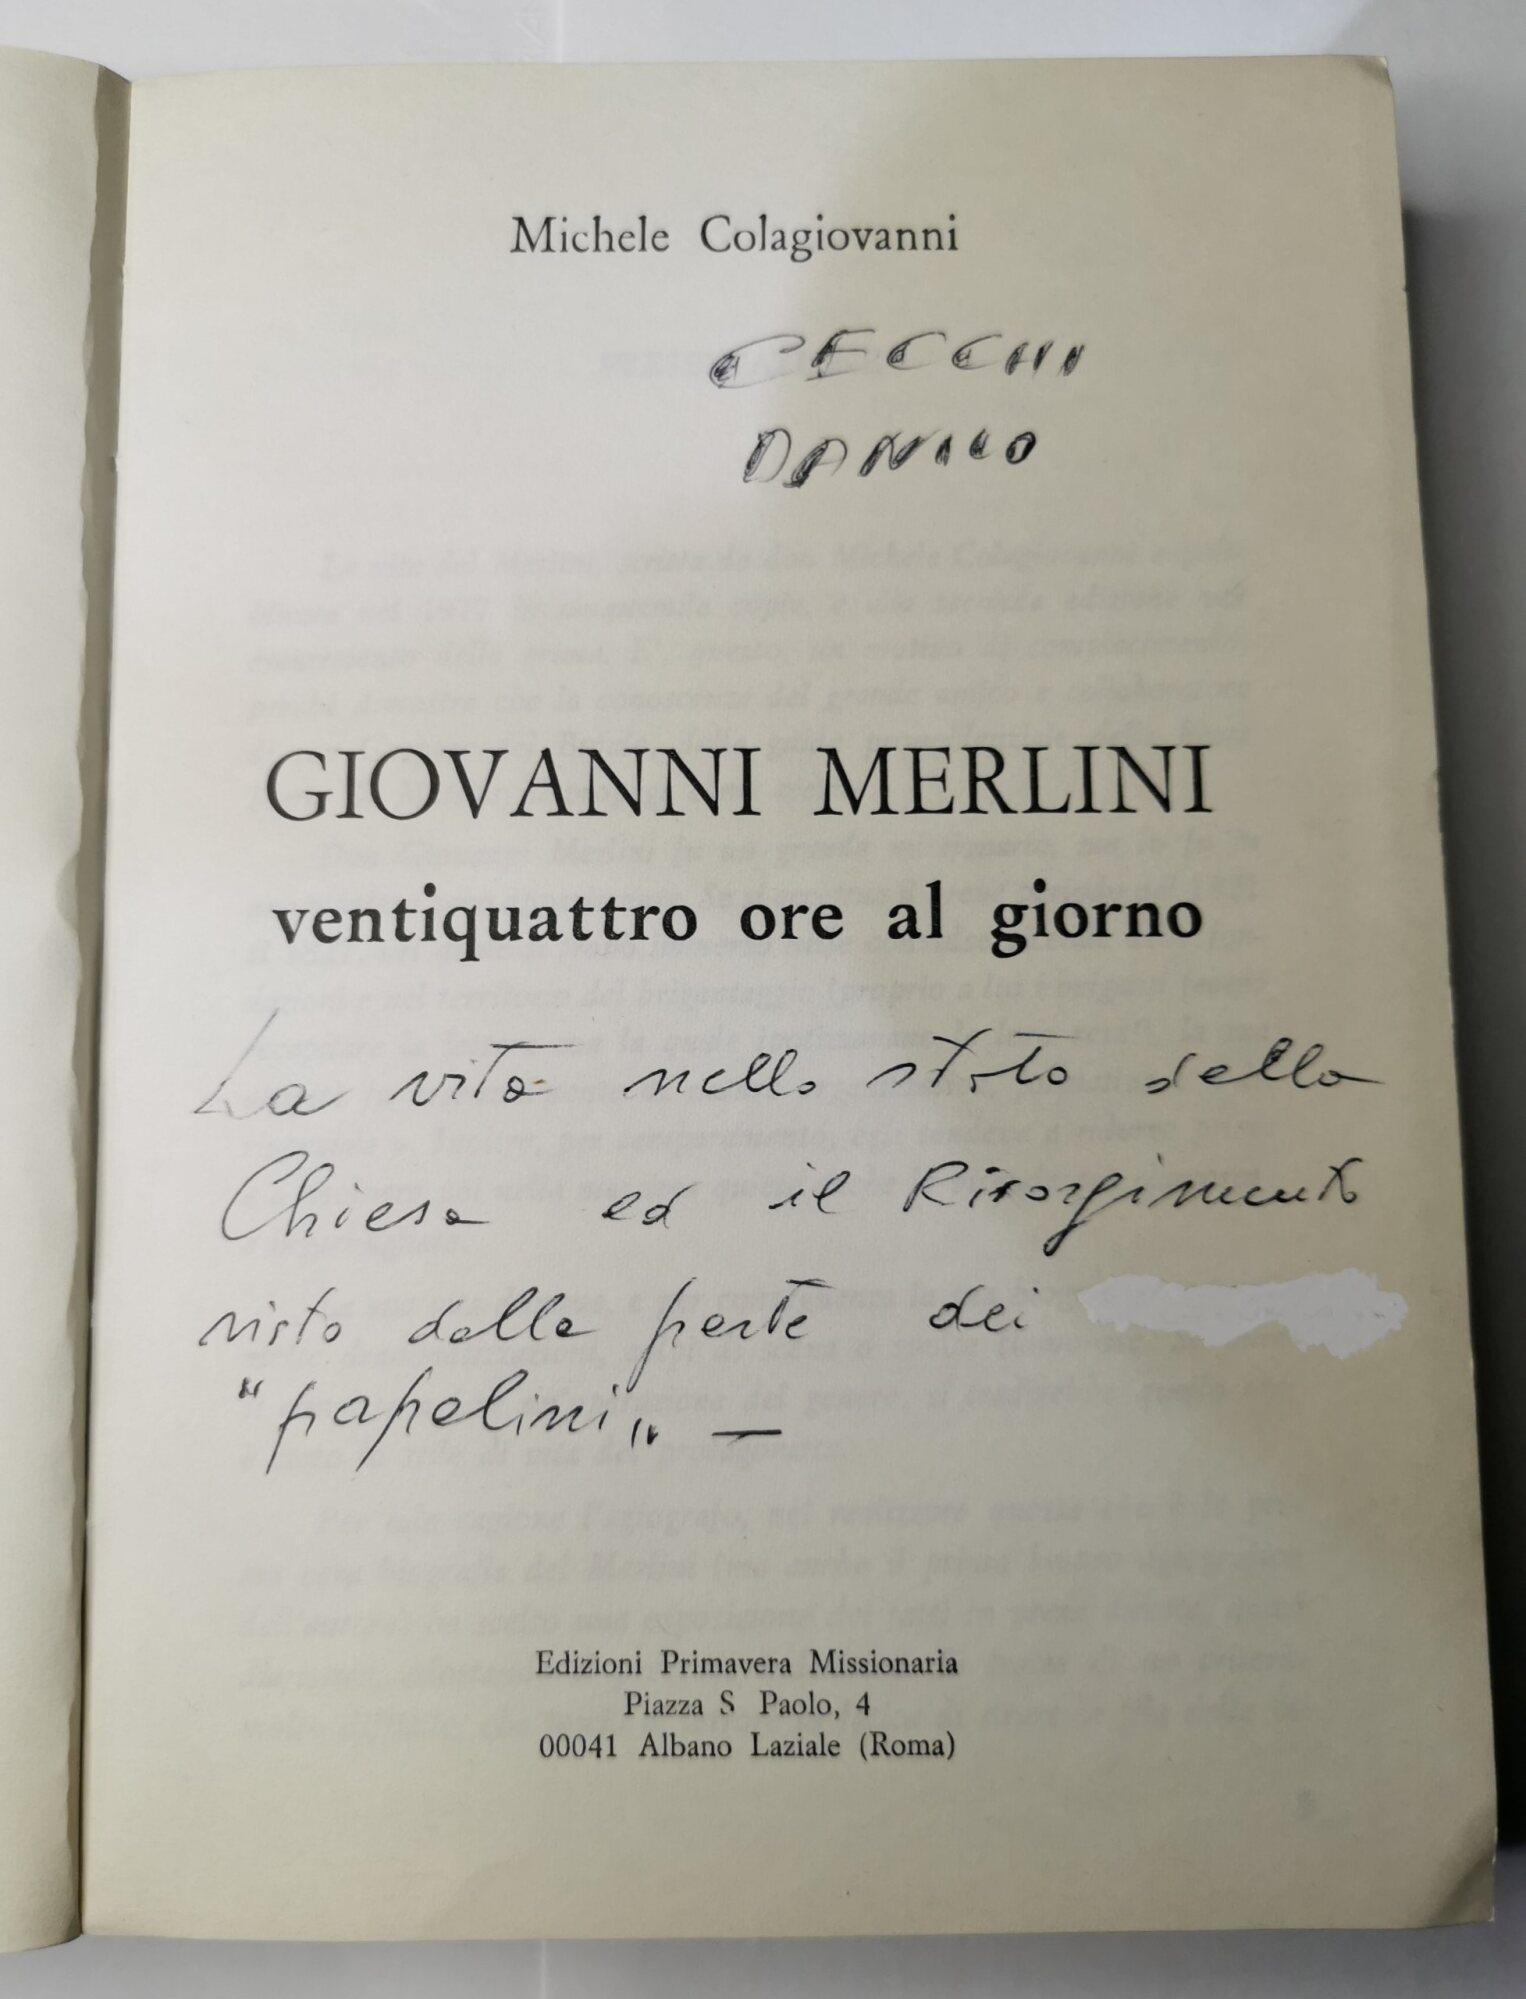 Michele Colagiovanni
CECCHI
DANILO
GIOVANNI MERLINI
ventiquattro ore al giorno
La vita nello stato della
Chiesa ed il Risorgimento
visto dalla parte dei
"papalini" —
Edizioni Primavera Missionaria
Piazza S Paolo, 4
00041 Albano Laziale (Roma)